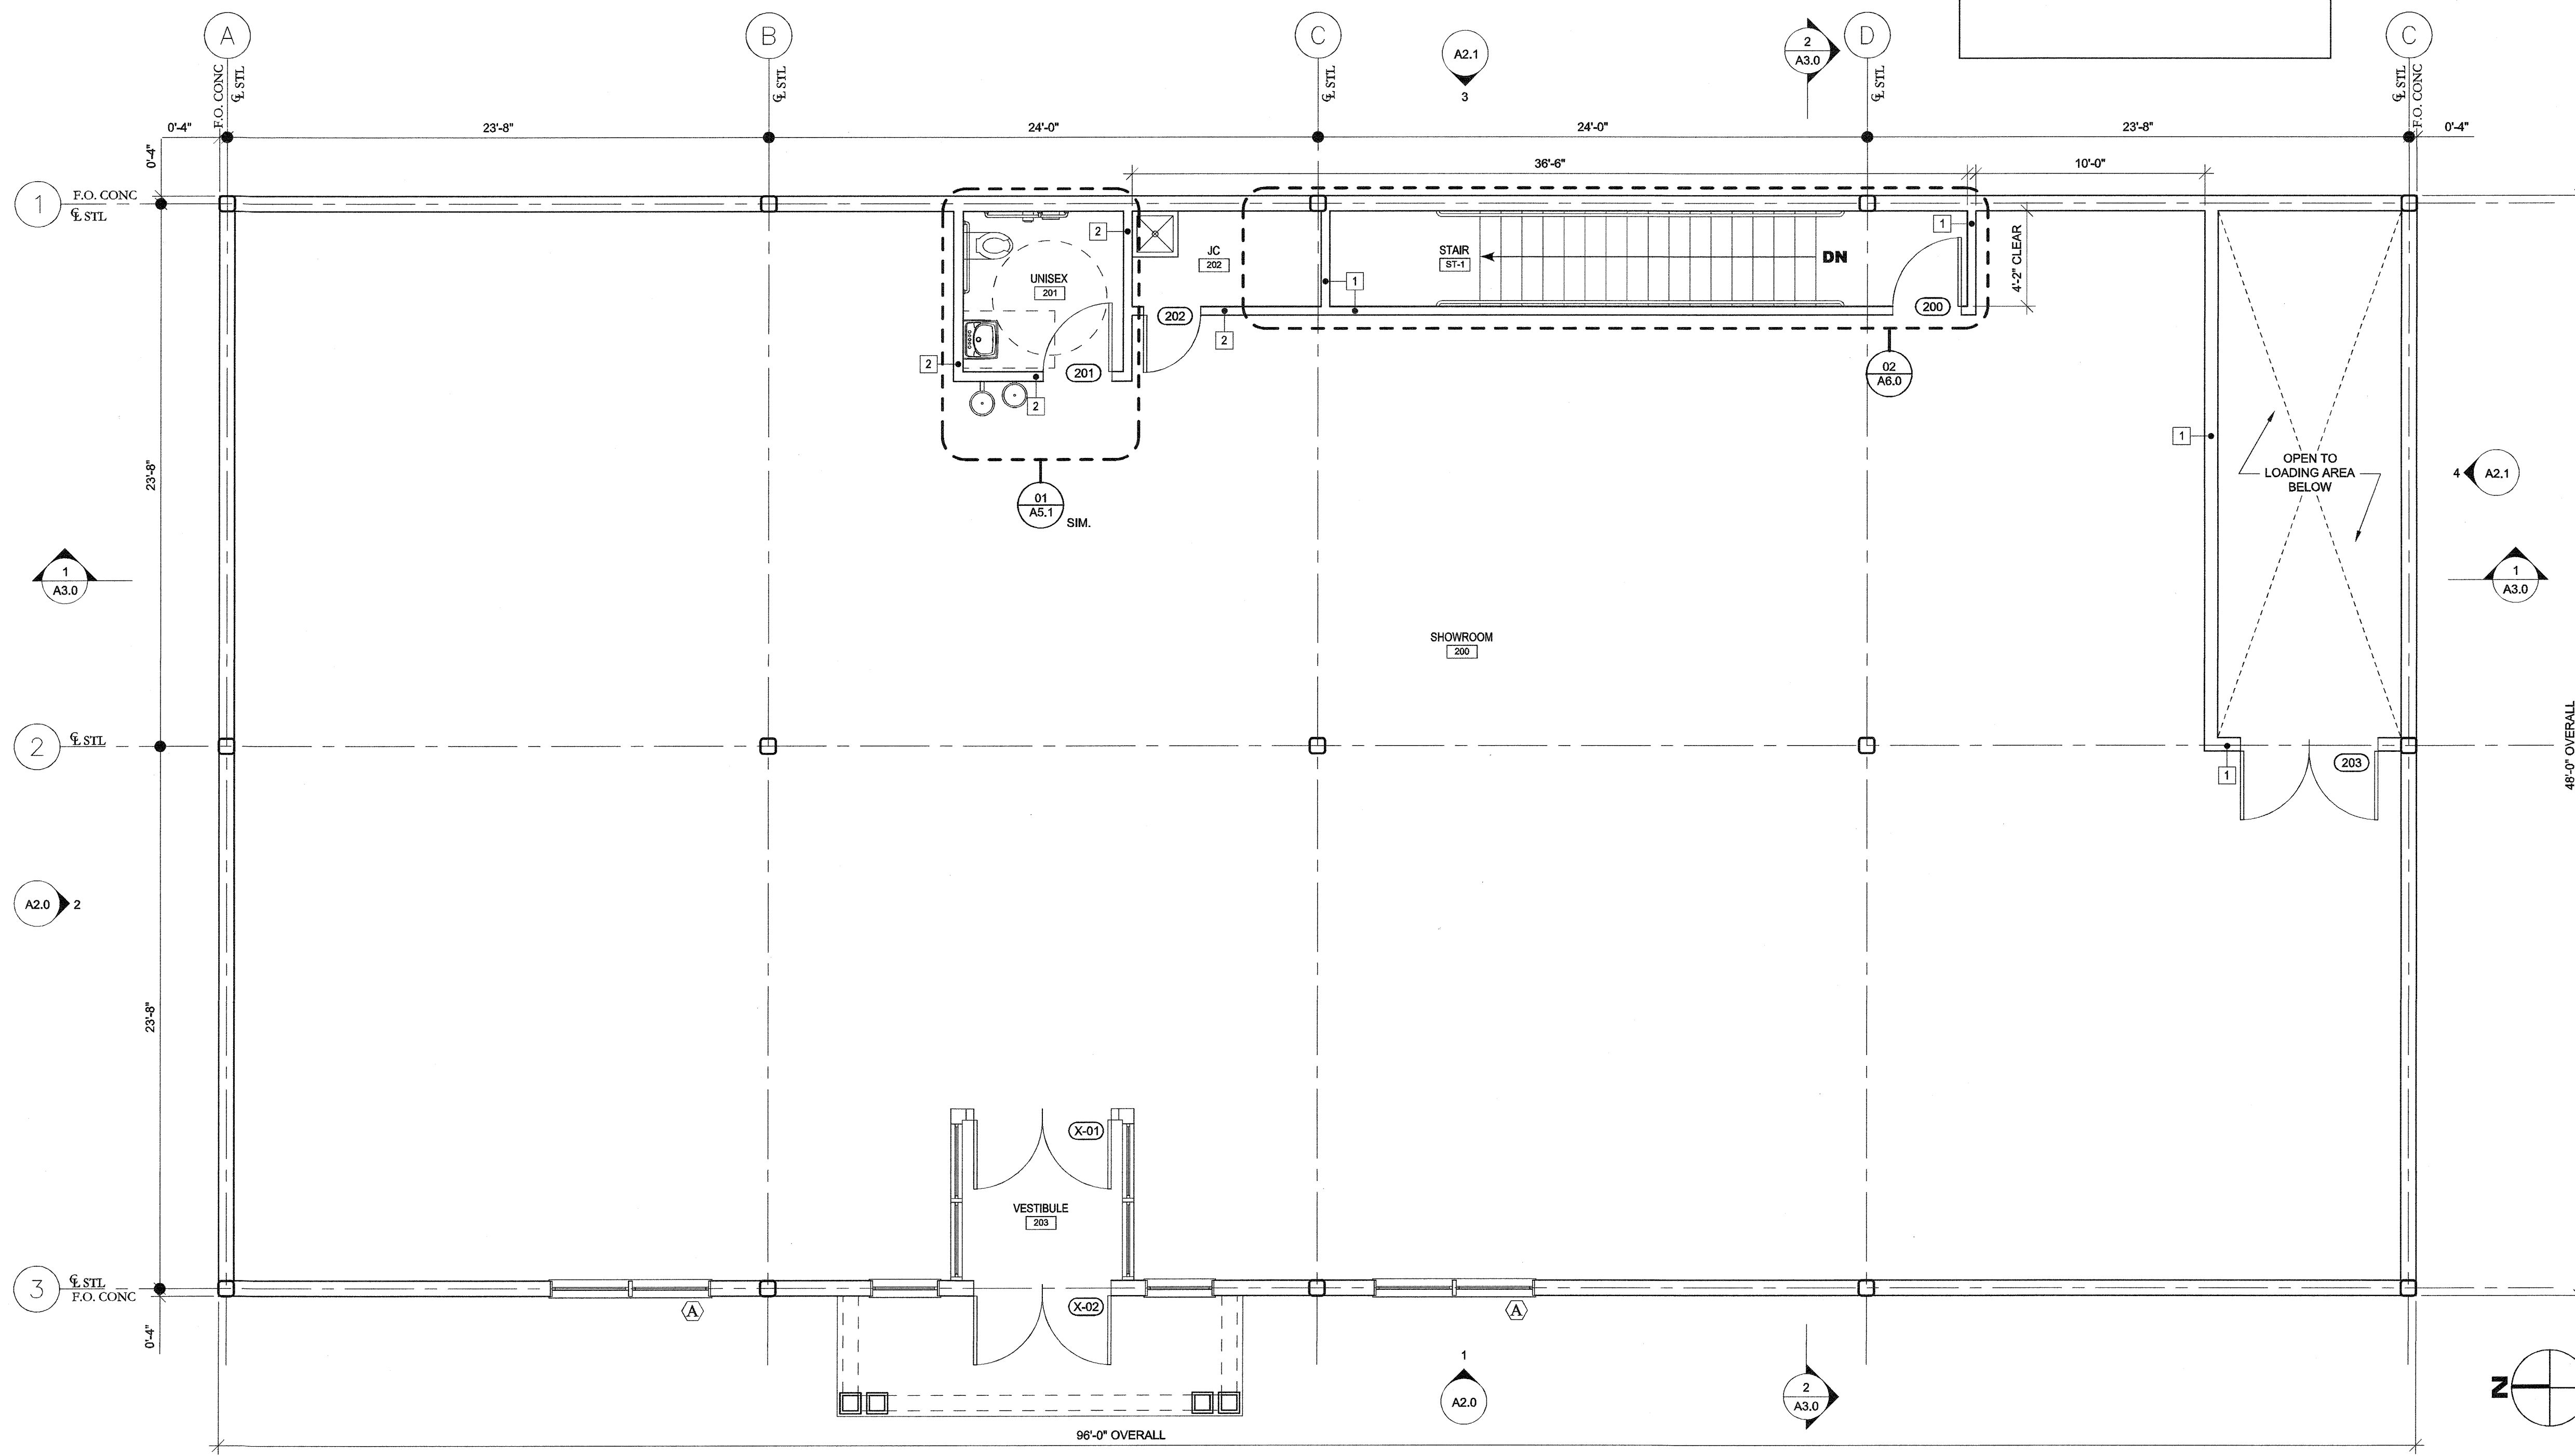 A
B
C
D
C
F.O. CONC
℄ STL
℄ STL
℄ STL
℄ STL
℄ STL
F.O. CONC
A2.1
3
2
A3.0
0'-4"
23'-8"
24'-0"
24'-0"
23'-8"
0'-4"
0'-4"
36'-6"
10'-0"
1
F.O. CONC
℄ STL
2
JC
202
STAIR
ST-1
DN
1
4'-2" CLEAR
UNISEX
201
1
202
200
2
2
201
2
02
A6.0
1
OPEN TO
LOADING AREA
BELOW
23'-8"
4
A2.1
01
A5.1
SIM.
1
A3.0
1
A3.0
SHOWROOM
200
2
℄ STL
203
1
48'-0" OVERALL
A2.0
2
23'-8"
X-01
VESTIBULE
203
3
℄ STL
F.O. CONC
A
X-02
A
0'-4"
1
A2.0
2
A3.0
N
96'-0" OVERALL